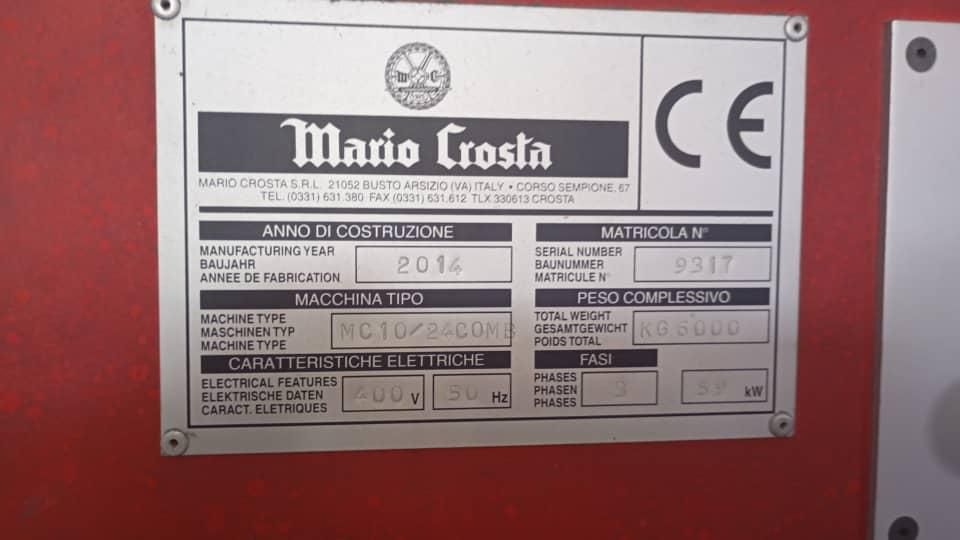 M C
Mario Crosta
CE
MARIO CROSTA S.R.L. 21052 BUSTO ARSIZIO (VA) ITALY • CORSO SEMPIONE, 67
TEL. (0331) 631.380 FAX (0331) 631.612 TLX 330613 CROSTA
ANNO DI COSTRUZIONE
MANUFACTURING YEAR
BAUJAHR
ANNEE DE FABRICATION
2014
MATRICOLA N°
SERIAL NUMBER
BAUNUMMER
MATRICULE N°
9317
MACCHINA TIPO
MACHINE TYPE
MASCHINEN TYP
MACHINE TYPE
MC10/24COMB
PESO COMPLESSIVO
TOTAL WEIGHT
GESAMTGEWICHT
POIDS TOTAL
KG
CARATTERISTICHE ELETTRICHE
ELECTRICAL FEATURES
ELEKTRISCHE DATEN
CARACT. ELETRIQUES
400 V
50 Hz
FASI
PHASES
PHASEN
PHASES
3
kW